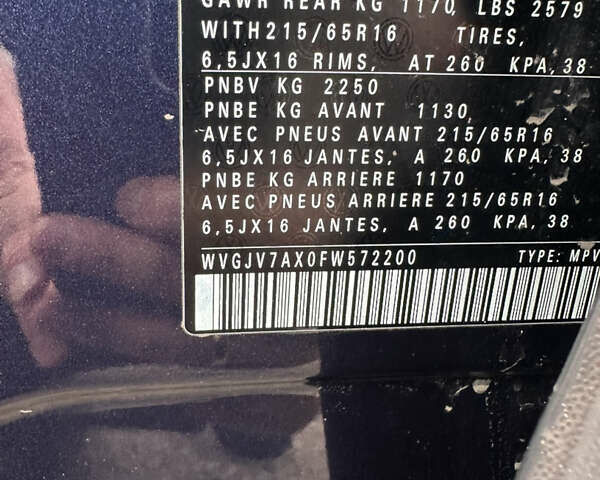 GAWR REAR KG 1170, LBS 2579
WITH215/65R16 TIRES,
6,5JX16 RIMS, AT 260 KPA, 38
PNBV KG 2250
PNBE KG AVANT 1130,
AVEC PNEUS AVANT 215/65R16
6,5JX16 JANTES, A 260 KPA, 38
PNBE KG ARRIERE 1170
AVEC PNEUS ARRIERE 215/65R16
6,5JX16 JANTES, A 260 KPA, 38
WVGJV7AX0FW572200 TYPE: MPV